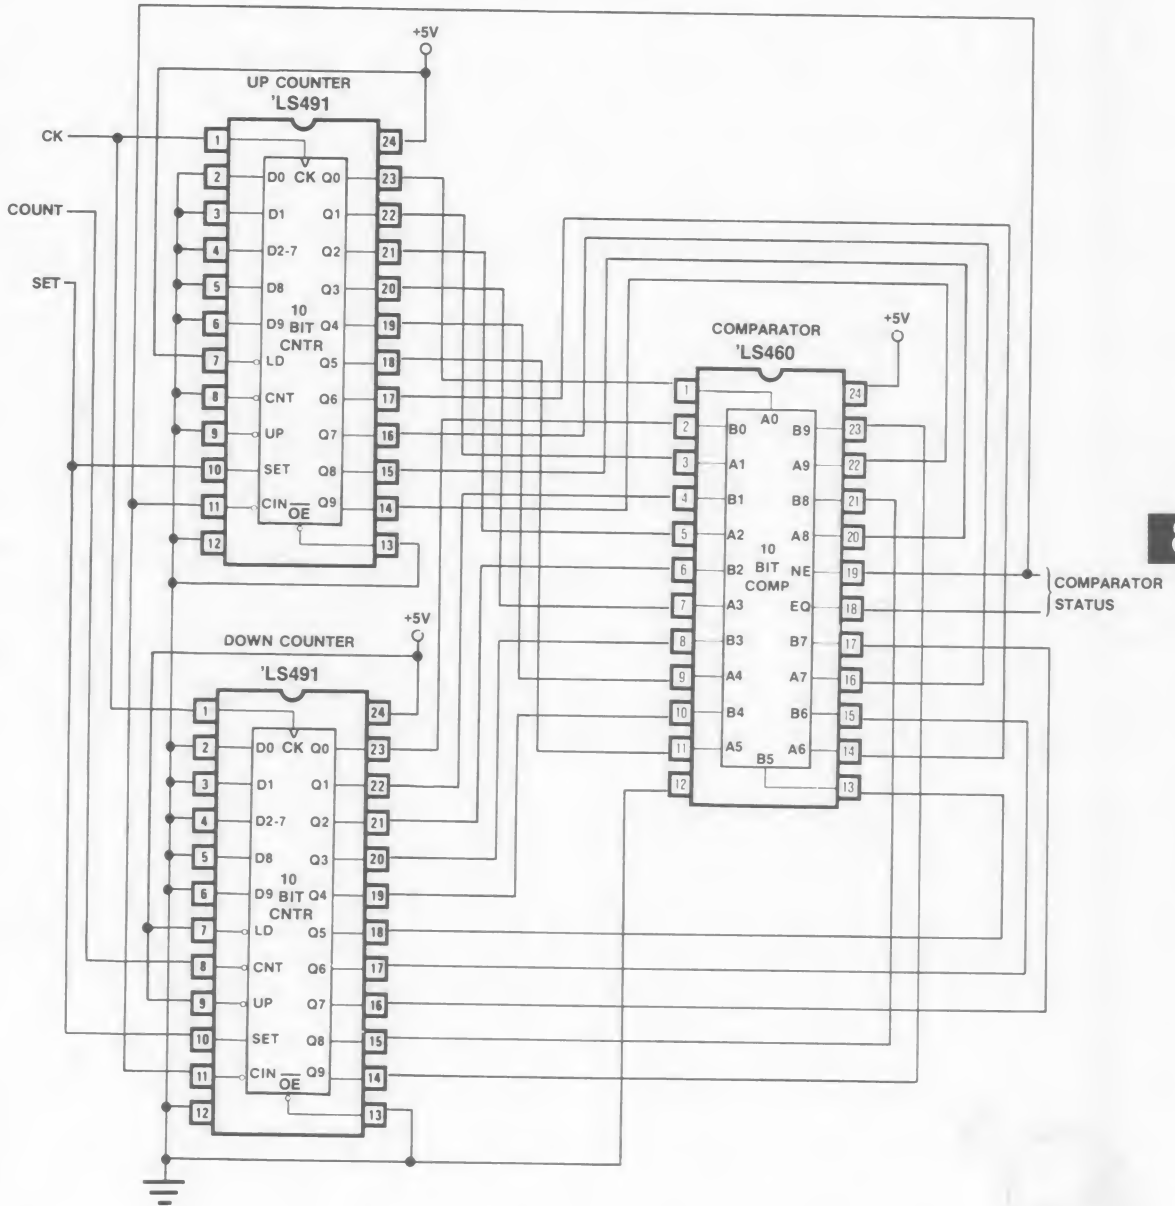 +5V
UP COUNTER
'LS491
CK
COUNT
SET
1 24
2 D0 CK Q0 23
3 D1 Q1 22
4 D2-7 Q2 21
5 D8 Q3 20
6 D9 10 BIT CNTR Q4 19
7 LD Q5 18
8 CNT Q6 17
9 UP Q7 16
10 SET Q8 15
11 CIN OE Q9 14
12 13
+5V
COMPARATOR
'LS460
1 A0 24
2 B0 B9 23
3 A1 A9 22
4 B1 B8 21
5 A2 A8 20
6 B2 10 BIT COMP NE 19
7 A3 EQ 18
8 B3 B7 17
9 A4 A7 16
10 B4 B6 15
11 A5 B5 A6 14
12 13
COMPARATOR
STATUS
+5V
DOWN COUNTER
'LS491
1 24
2 D0 CK Q0 23
3 D1 Q1 22
4 D2-7 Q2 21
5 D8 Q3 20
6 D9 10 BIT CNTR Q4 19
7 LD Q5 18
8 CNT Q6 17
9 UP Q7 16
10 SET Q8 15
11 CIN OE Q9 14
12 13